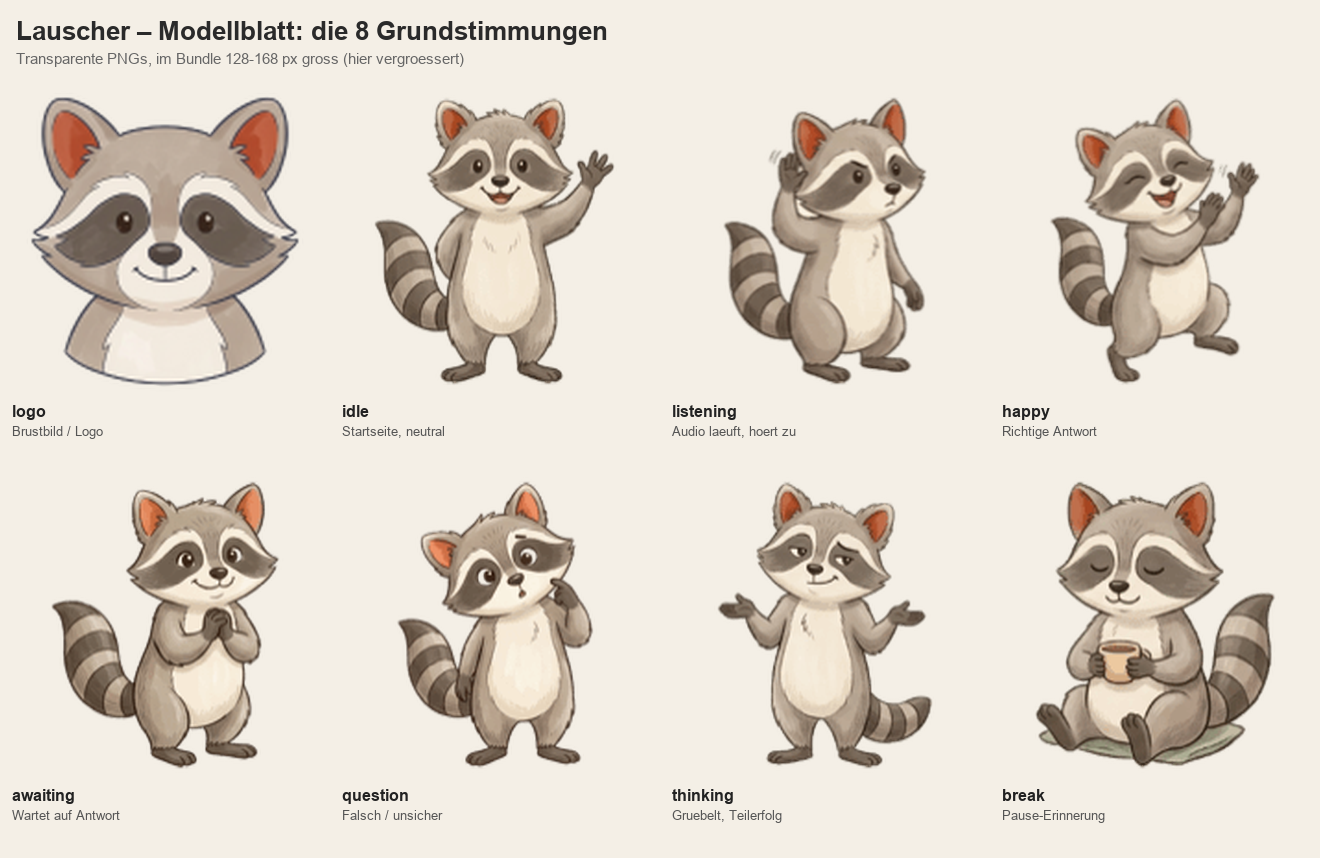 Lauscher – Modellblatt: die 8 Grundstimmungen
Transparente PNGs, im Bundle 128-168 px gross (hier vergroessert)
logo
Brustbild / Logo
idle
Startseite, neutral
listening
Audio laeuft, hoert zu
happy
Richtige Antwort
awaiting
Wartet auf Antwort
question
Falsch / unsicher
thinking
Gruebelt, Teilerfolg
break
Pause-Erinnerung